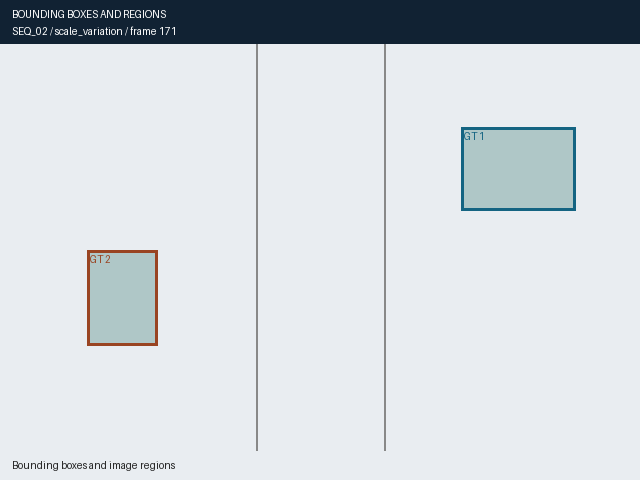 BOUNDING BOXES AND REGIONS
SEQ_02 / scale_variation / frame 171
GT1
GT2
Bounding boxes and image regions